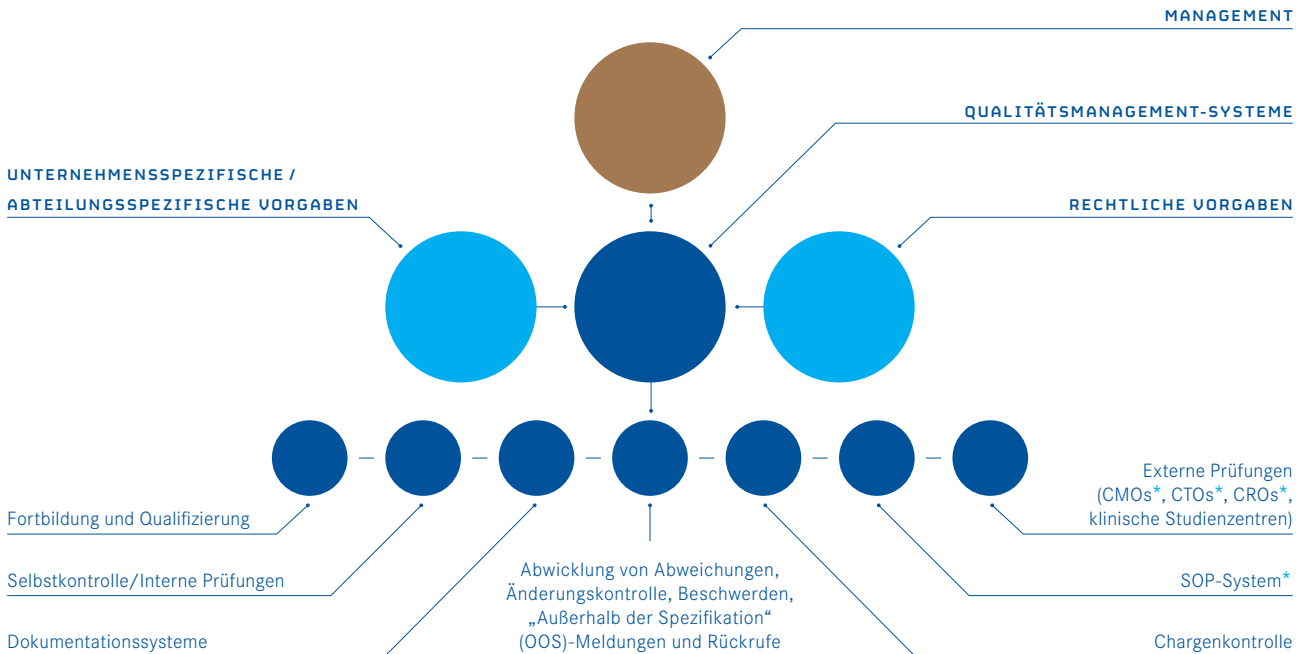 MANAGEMENT
QUALITÄTSMANAGEMENT-SYSTEME
UNTERNEHMENSSPEZIFISCHE /
ABTEILUNGSSPEZIFISCHE VORGABEN
RECHTLICHE VORGABEN
Fortbildung und Qualifizierung
Selbstkontrolle/Interne Prüfungen
Dokumentationssysteme
Abwicklung von Abweichungen,
Änderungskontrolle, Beschwerden,
„Außerhalb der Spezifikation“
(OOS)-Meldungen und Rückrufe
Externe Prüfungen
(CMOs*, CTOs*, CROs*,
klinische Studienzentren)
SOP-System*
Chargenkontrolle